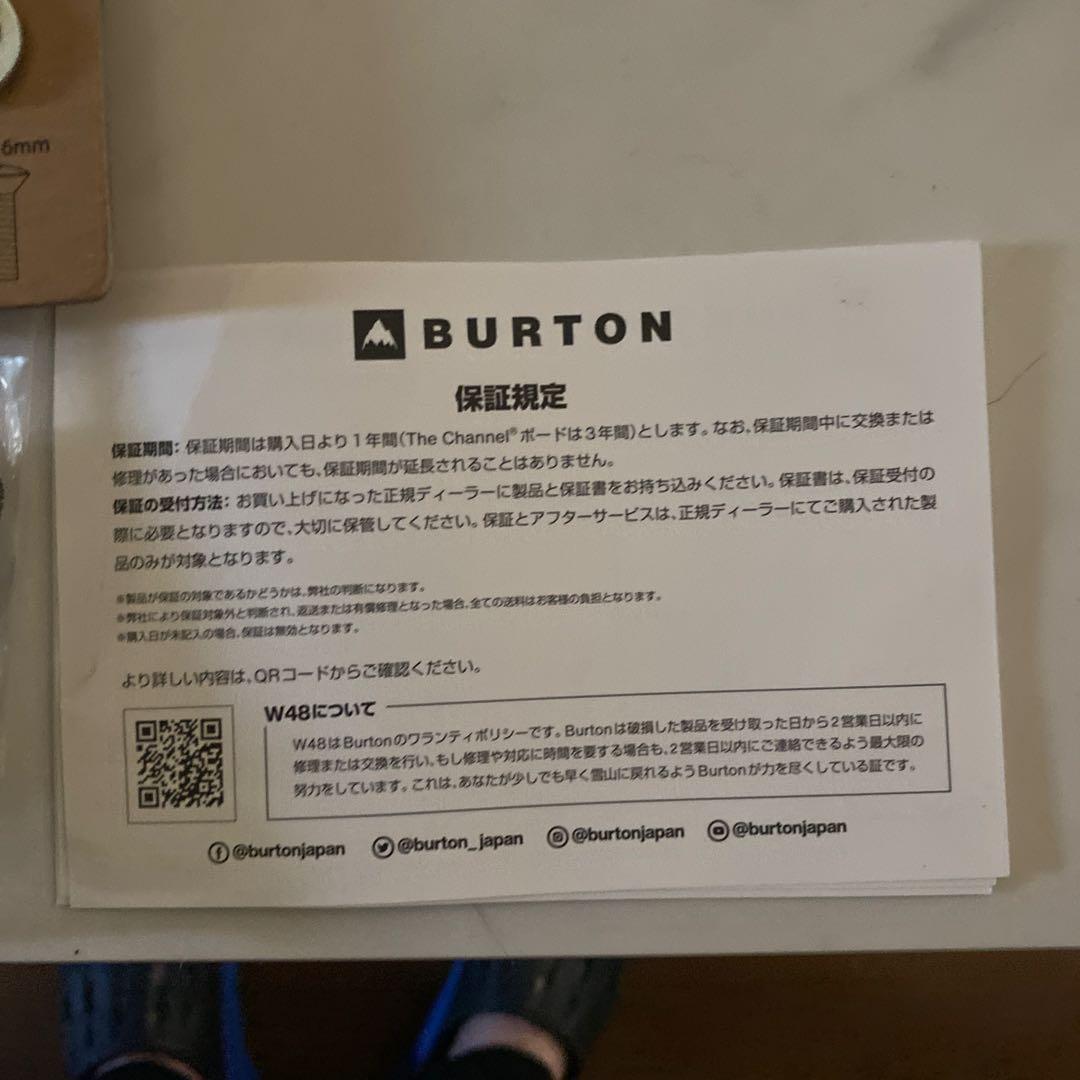 6mm
BURTON
保証規定
保証期間: 保証期間は購入日より1年間(The Channel®ボードは3年間)とします。なお、保証期間中に交換または
修理があった場合においても、保証期間が延長されることはありません。
保証の受付方法: お買い上げになった正規ディーラーに製品と保証書をお持ち込みください。保証書は、保証受付の
際に必要となりますので、大切に保管してください。保証とアフターサービスは、正規ディーラーにてご購入された製
品のみが対象となります。
※製品が保証の対象であるかどうかは、弊社の判断になります。
※弊社により保証対象外と判断され、返送または有償修理となった場合、全ての送料はお客様の負担となります。
※購入日が未記入の場合、保証は無効となります。
より詳しい内容は、QRコードからご確認ください。
W48について
W48はBurtonのワランティポリシーです。Burtonは破損した製品を受け取った日から2営業日以内に
修理または交換を行い、もし修理や対応に時間を要する場合も、2営業日以内にご連絡できるよう最大限の
努力をしています。これは、あなたが少しでも早く雪山に戻れるようBurtonが力を尽くしている証です。
@burtonjapan @burton_japan @burtonjapan @burtonjapan